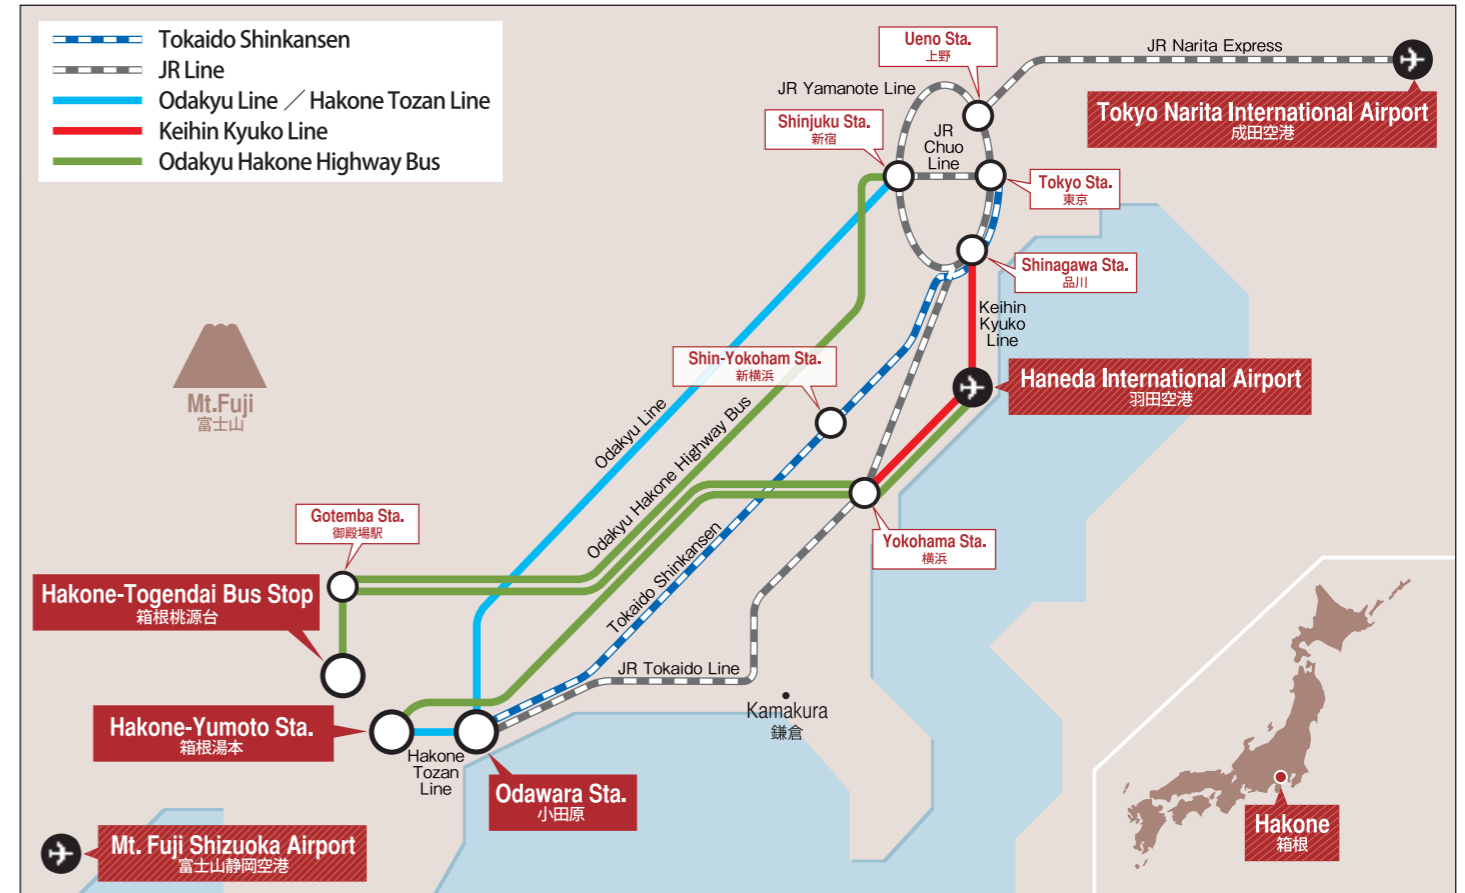 Tokaido Shinkansen
JR Line
Odakyu Line ／ Hakone Tozan Line
Keihin Kyuko Line
Odakyu Hakone Highway Bus
Ueno Sta.
上野
JR Narita Express
Tokyo Narita International Airport
成田空港
JR Yamanote Line
Shinjuku Sta.
新宿
JR
Chuo
Line
Tokyo Sta.
東京
Shinagawa Sta.
品川
Keihin
Kyuko
Line
Mt.Fuji
富士山
Shin-Yokoham Sta.
新横浜
Haneda International Airport
羽田空港
Odakyu Line
Odakyu Hakone Highway Bus
Gotemba Sta.
御殿場駅
Yokohama Sta.
横浜
Hakone-Togendai Bus Stop
箱根桃源台
Tokaido Shinkansen
JR Tokaido Line
Kamakura
鎌倉
Hakone-Yumoto Sta.
箱根湯本
Hakone
Tozan
Line
Odawara Sta.
小田原
Mt. Fuji Shizuoka Airport
富士山静岡空港
Hakone
箱根